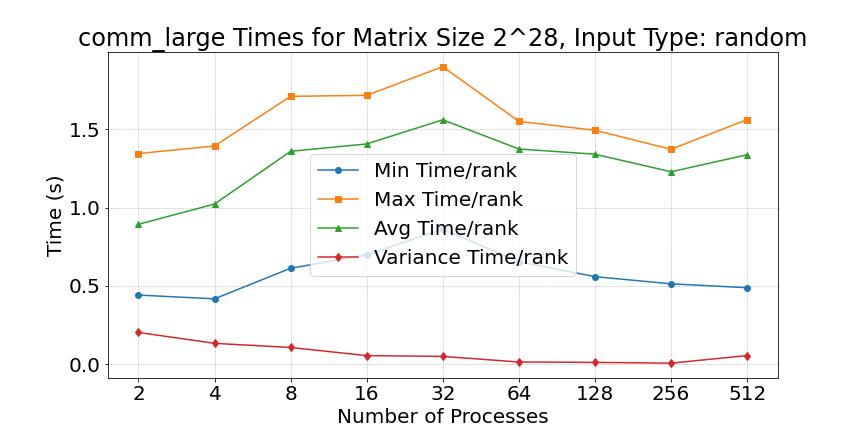 comm_large Times for Matrix Size 2^28, Input Type: random
Time (s)
1.5
1.0
0.5
0.0
Min Time/rank
Max Time/rank
Avg Time/rank
Variance Time/rank
2 4 8 16 32 64 128 256 512
Number of Processes